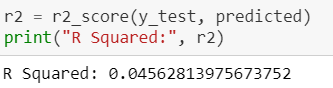 r2 = r2_score(y_test, predicted)
print("R Squared:", r2)
R Squared: 0.04562813975673752